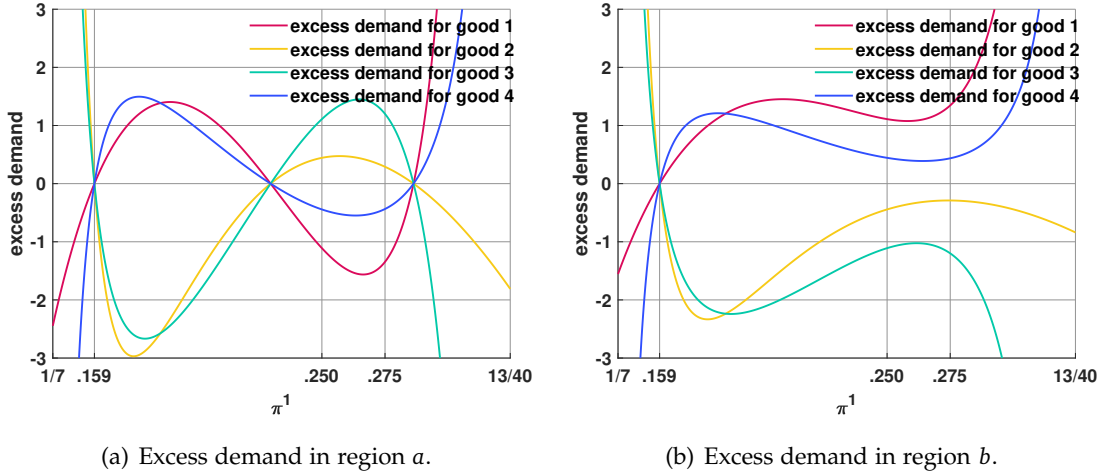 excess demand for good 1
excess demand for good 2
excess demand for good 3
excess demand for good 4
excess demand
3
2
1
0
-1
-2
-3
1/7 .159 .250 .275 13/40
π¹
(a) Excess demand in region a.
excess demand for good 1
excess demand for good 2
excess demand for good 3
excess demand for good 4
excess demand
3
2
1
0
-1
-2
-3
1/7 .159 .250 .275 13/40
π¹
(b) Excess demand in region b.